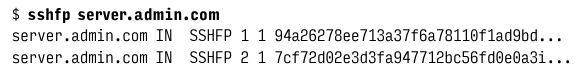 $ sshfp server.admin.com
server.admin.com IN  SSHFP 1 1 94a26278ee713a37f6a78110f1ad9bd...
server.admin.com IN  SSHFP 2 1 7cf72d02e3d3fa947712bc56fd0e0a3i...